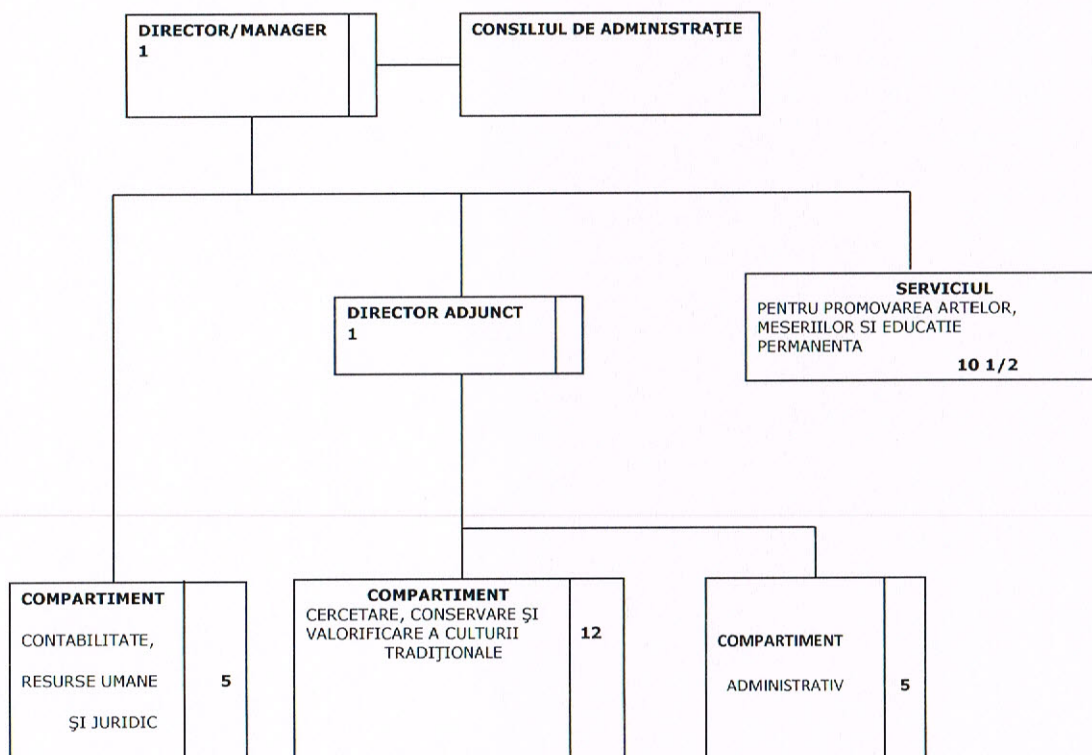 DIRECTOR/MANAGER
1
CONSILIUL DE ADMINISTRAŢIE
DIRECTOR ADJUNCT
1
SERVICIUL
PENTRU PROMOVAREA ARTELOR,
MESERIILOR SI EDUCATIE
PERMANENTA
10 1/2
COMPARTIMENT
CONTABILITATE,
RESURSE UMANE
ŞI JURIDIC
5
COMPARTIMENT
CERCETARE, CONSERVARE ŞI
VALORIFICARE A CULTURII
TRADIŢIONALE
12
COMPARTIMENT
ADMINISTRATIV
5